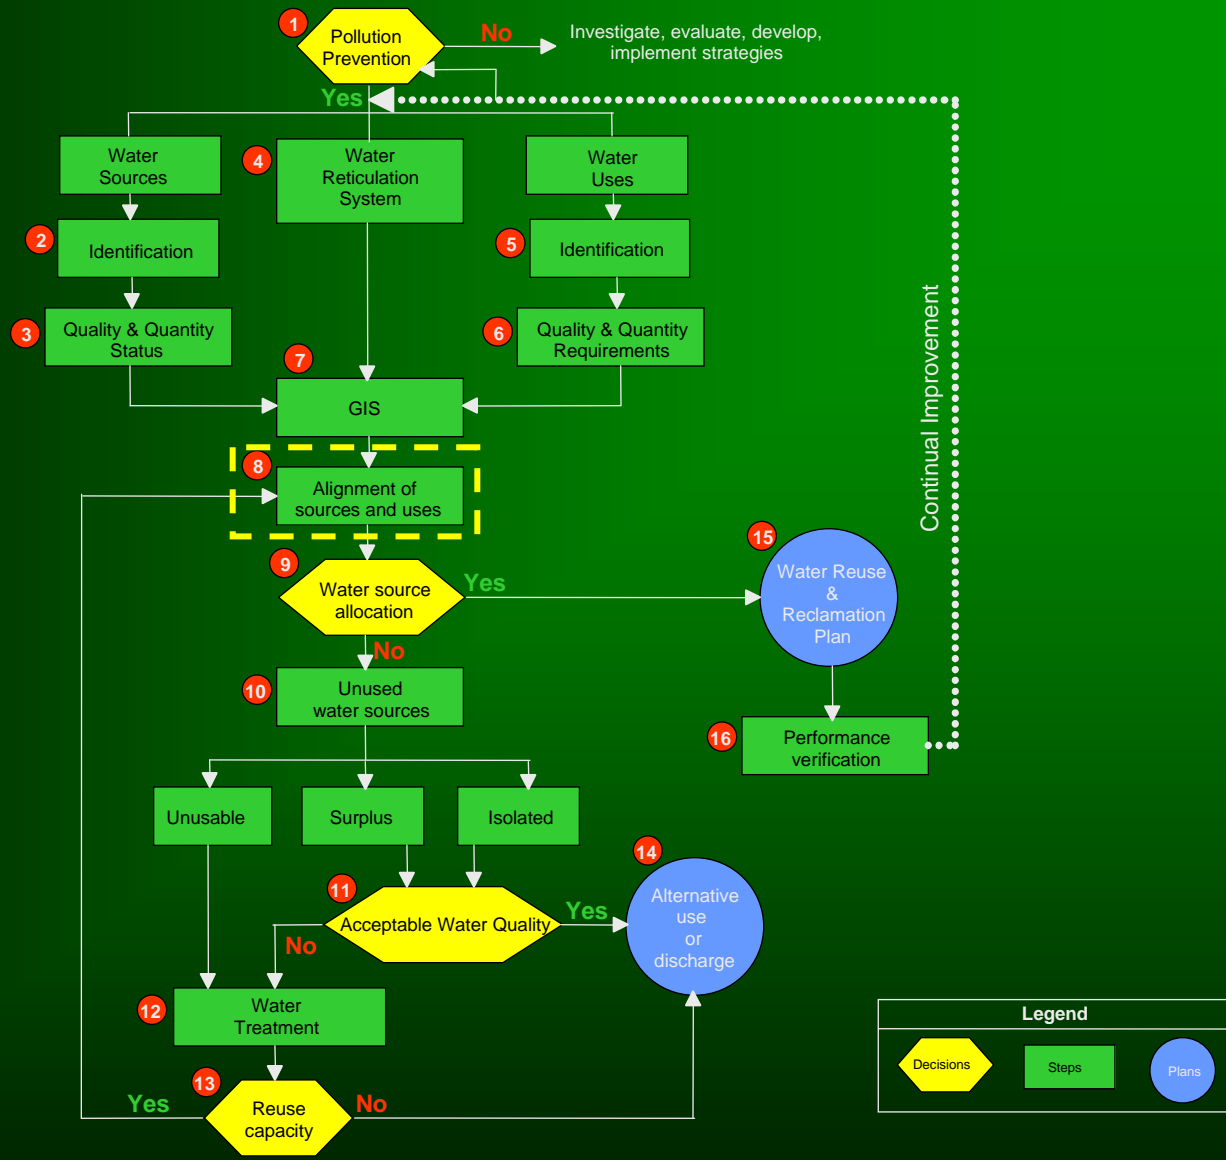 1
Pollution
Prevention
No
Investigate, evaluate, develop,
implement strategies
Yes
Water
Sources
4
Water
Reticulation
System
Water
Uses
2
Identification
5
Identification
3
Quality & Quantity
Status
6
Quality & Quantity
Requirements
7
GIS
8
Alignment of
sources and uses
Continual Improvement
9
Water source
allocation
Yes
No
15
Water Reuse
&
Reclamation
Plan
10
Unused
water sources
16
Performance
verification
Unusable
Surplus
Isolated
11
Acceptable Water Quality
Yes
No
14
Alternative
use
or
discharge
12
Water
Treatment
13
Reuse
capacity
Yes
No
Legend
Decisions
Steps
Plans